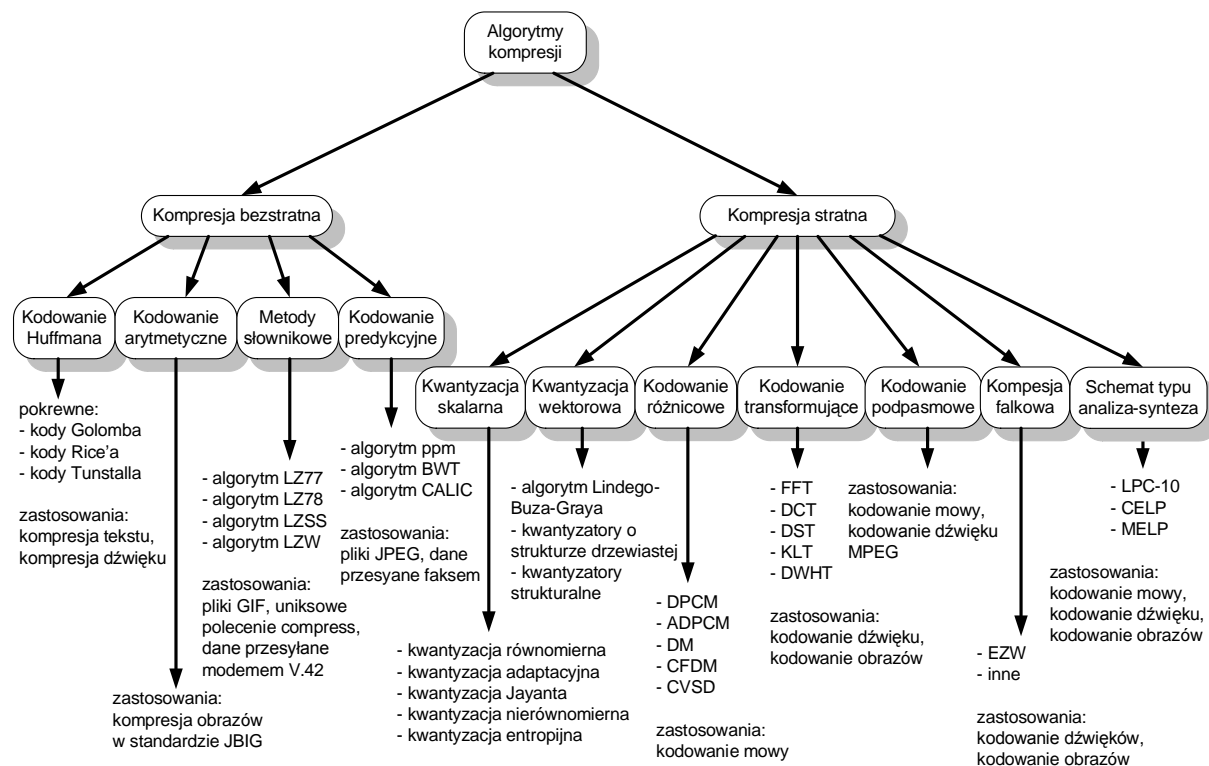 Algorytmy
kompresji
Kompresja bezstratna
Kompresja stratna
Kodowanie
Huffmana
Kodowanie
arytmetyczne
Metody
słownikowe
Kodowanie
predykcyjne
Kwantyzacja
skalarna
Kwantyzacja
wektorowa
Kodowanie
różnicowe
Kodowanie
transformujące
Kodowanie
podpasmowe
Kompesja
falkowa
Schemat typu
analiza-synteza
pokrewne:
- kody Golomba
- kody Rice'a
- kody Tunstalla
zastosowania:
kompresja tekstu,
kompresja dźwięku
zastosowania:
kompresja obrazów
w standardzie JBIG
- algorytm LZ77
- algorytm LZ78
- algorytm LZSS
- algorytm LZW
zastosowania:
pliki GIF, uniksowe
polecenie compress,
dane przesyłane
modemem V.42
- algorytm ppm
- algorytm BWT
- algorytm CALIC
zastosowania:
pliki JPEG, dane
przesyane faksem
- kwantyzacja równomierna
- kwantyzacja adaptacyjna
- kwantyzacja Jayanta
- kwantyzacja nierównomierna
- kwantyzacja entropijna
- algorytm Lindego-
Buza-Graya
- kwantyzatory o
strukturze drzewiastej
- kwantyzatory
strukturalne
- DPCM
- ADPCM
- DM
- CFDM
- CVSD
zastosowania:
kodowanie mowy
- FFT
- DCT
- DST
- KLT
- DWHT
zastosowania:
kodowanie dźwięku,
kodowanie obrazów
zastosowania:
kodowanie mowy,
kodowanie dźwięku
MPEG
- EZW
- inne
zastosowania:
kodowanie dźwięków,
kodowanie obrazów
- LPC-10
- CELP
- MELP
zastosowania:
kodowanie mowy,
kodowanie dźwięku,
kodowanie obrazów